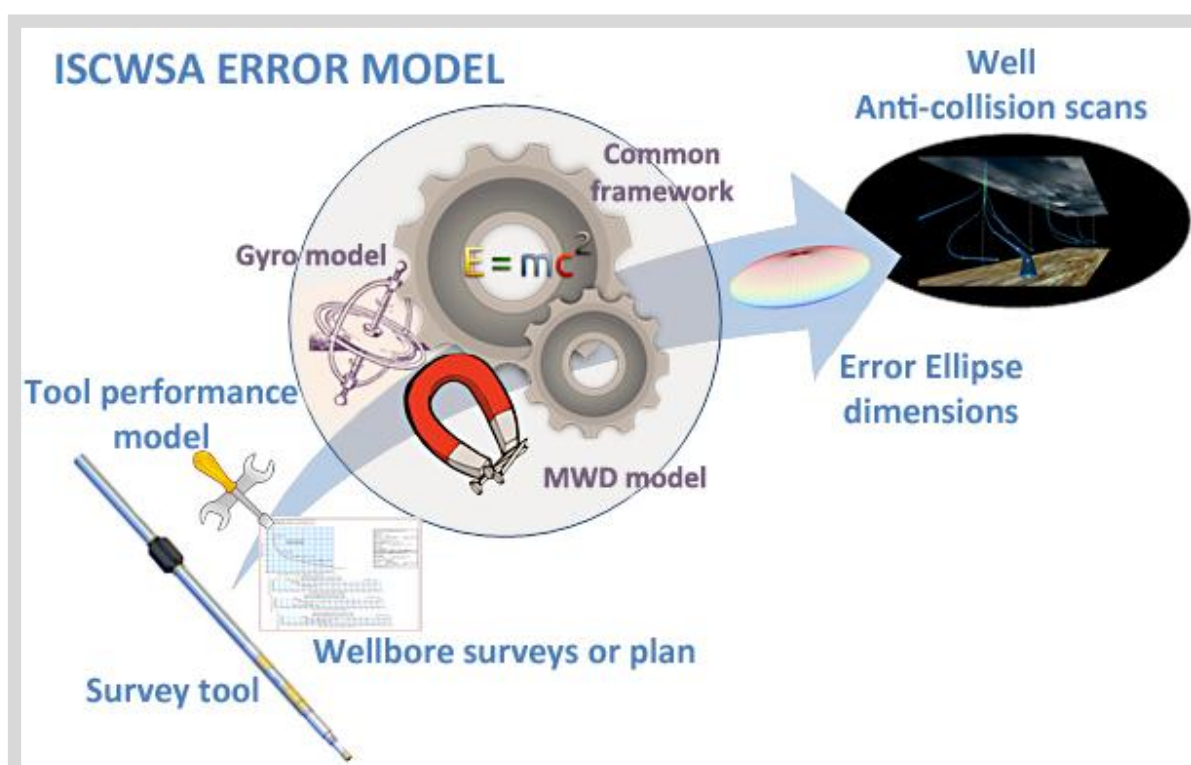 ISCWSA ERROR MODEL
Well
Anti-collision scans
Common
framework
Gyro model
E = mc²
Tool performance
model
Error Ellipse
dimensions
MWD model
Wellbore surveys or plan
Survey tool